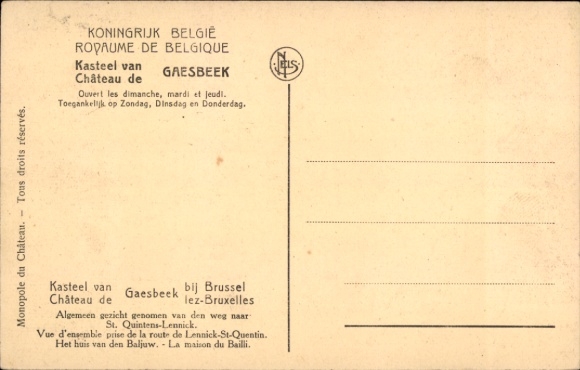 KONINGRIJK BELGIË
ROYAUME DE BELGIQUE
Kasteel van
Château de
GAESBEEK
Ouvert les dimanche, mardi et jeudi.
Toegankelijk op Zondag, Dinsdag en Donderdag.
NELS
Monopole du Château. — Tous droits réservés.
Kasteel van
Château de
Gaesbeek
bij Brussel
lez-Bruxelles
Algemeen gezicht genomen van den weg naar
St. Quintens-Lennick.
Vue d'ensemble prise de la route de Lennick-St-Quentin.
Het huis van den Baljuw. - La maison du Bailli.